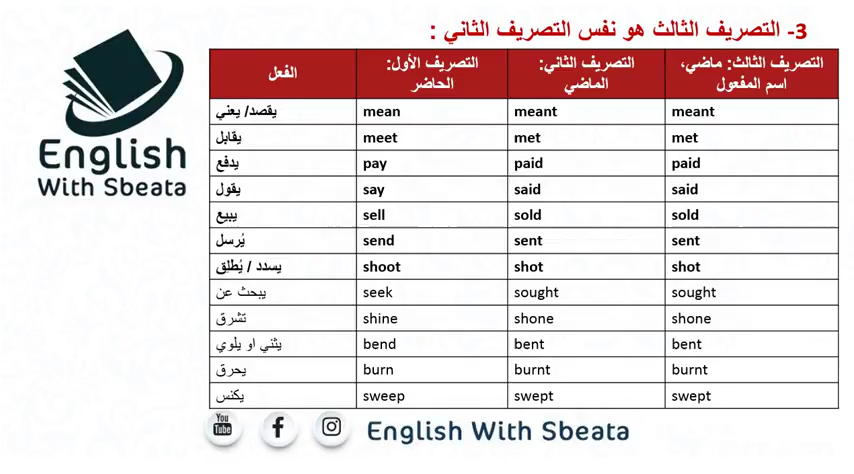 3- التصريف الثالث هو نفس التصريف الثاني :
الفعل التصريف الأول: الحاضر التصريف الثاني: الماضي التصريف الثالث: ماضي، اسم المفعول
يقصد/ يعني mean meant meant
يقابل meet met met
يدفع pay paid paid
يقول say said said
يبيع sell sold sold
يُرسل send sent sent
يسدد / يُطلِق shoot shot shot
يبحث عن seek sought sought
تشرق shine shone shone
يثني او يلوي bend bent bent
يحرق burn burnt burnt
يكنس sweep swept swept
English
With Sbeata
You Tube
English With Sbeata